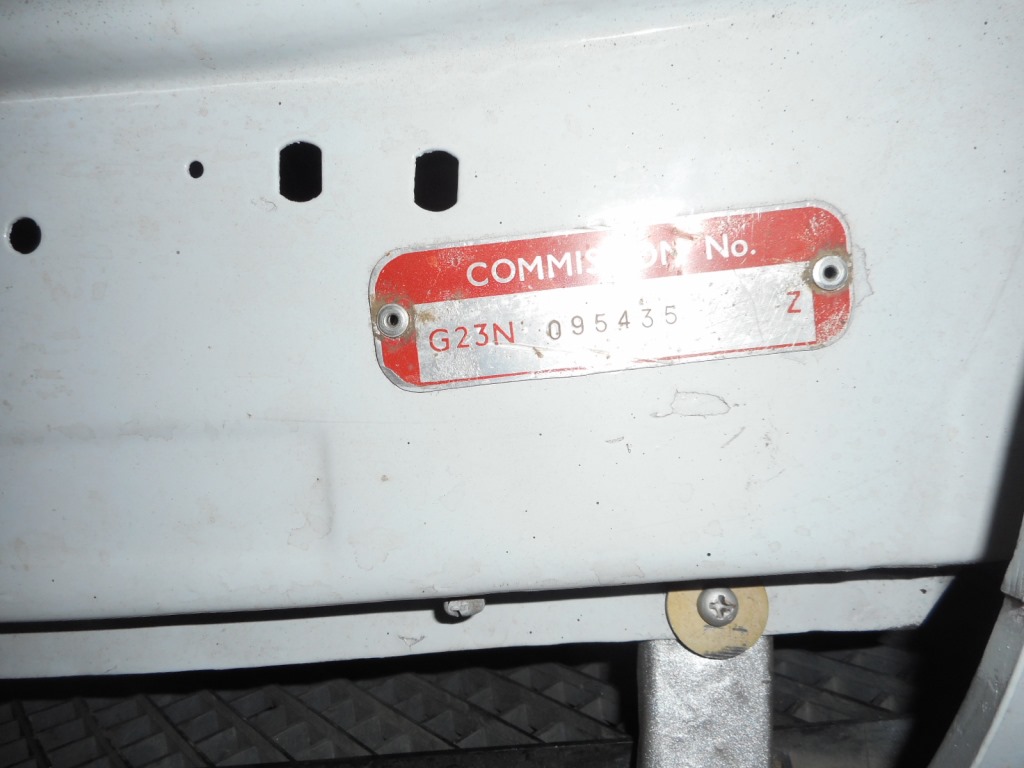 COMMISSION No.
G23N 095435 Z